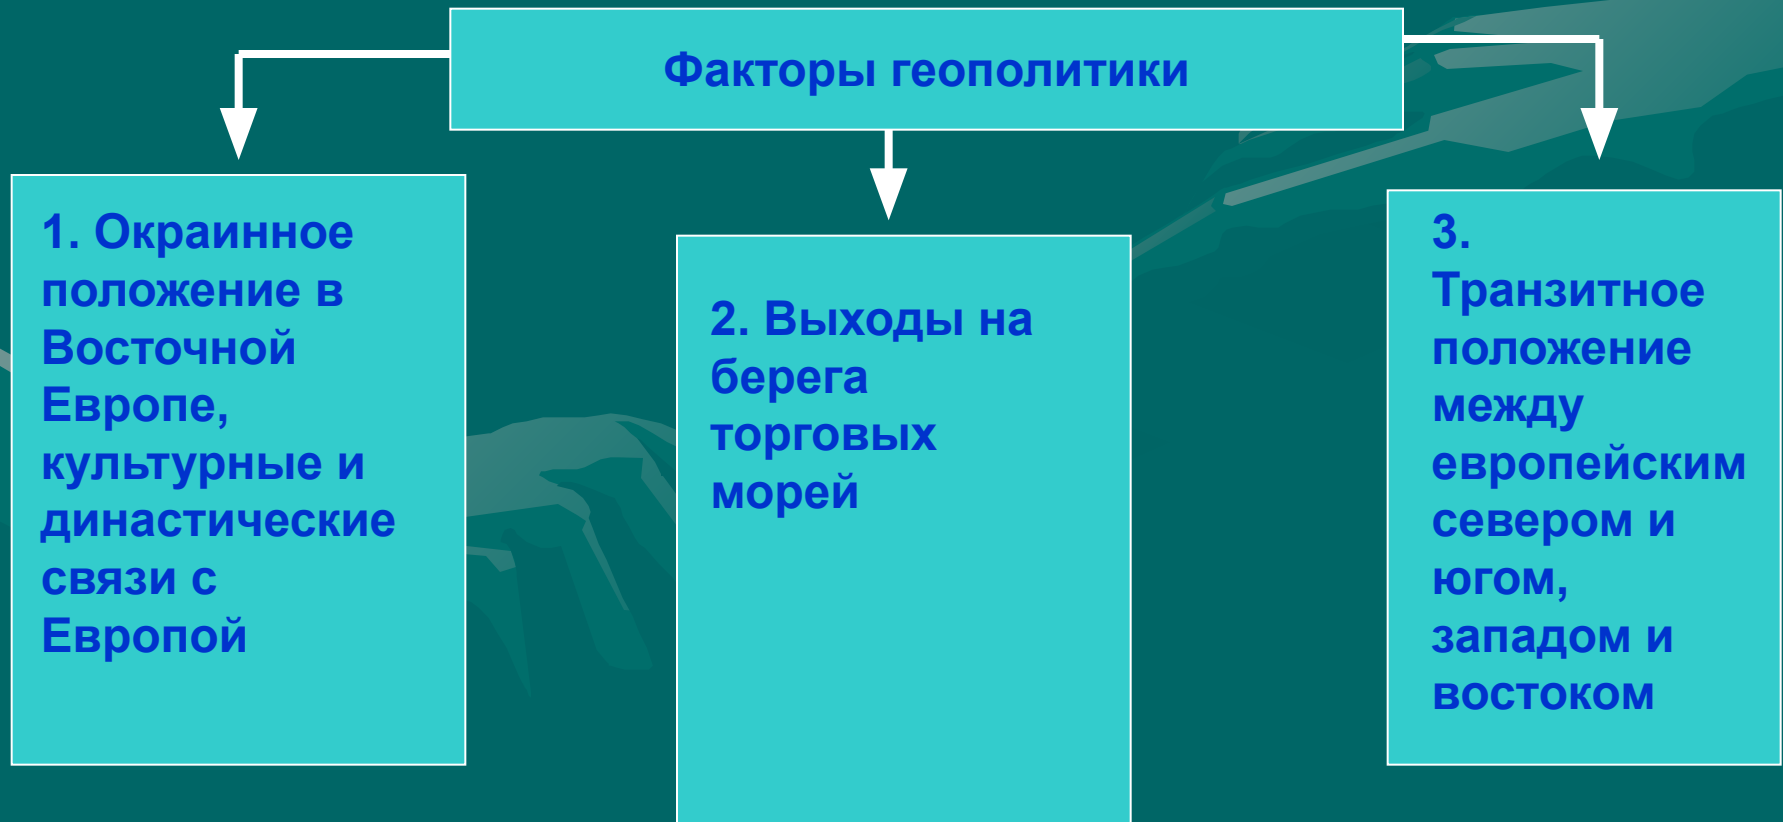 Факторы геополитики
1. Окраинное
положение в
Восточной
Европе,
культурные и
династические
связи с
Европой
2. Выходы на
берега
торговых
морей
3.
Транзитное
положение
между
европейским
севером и
югом,
западом и
востоком